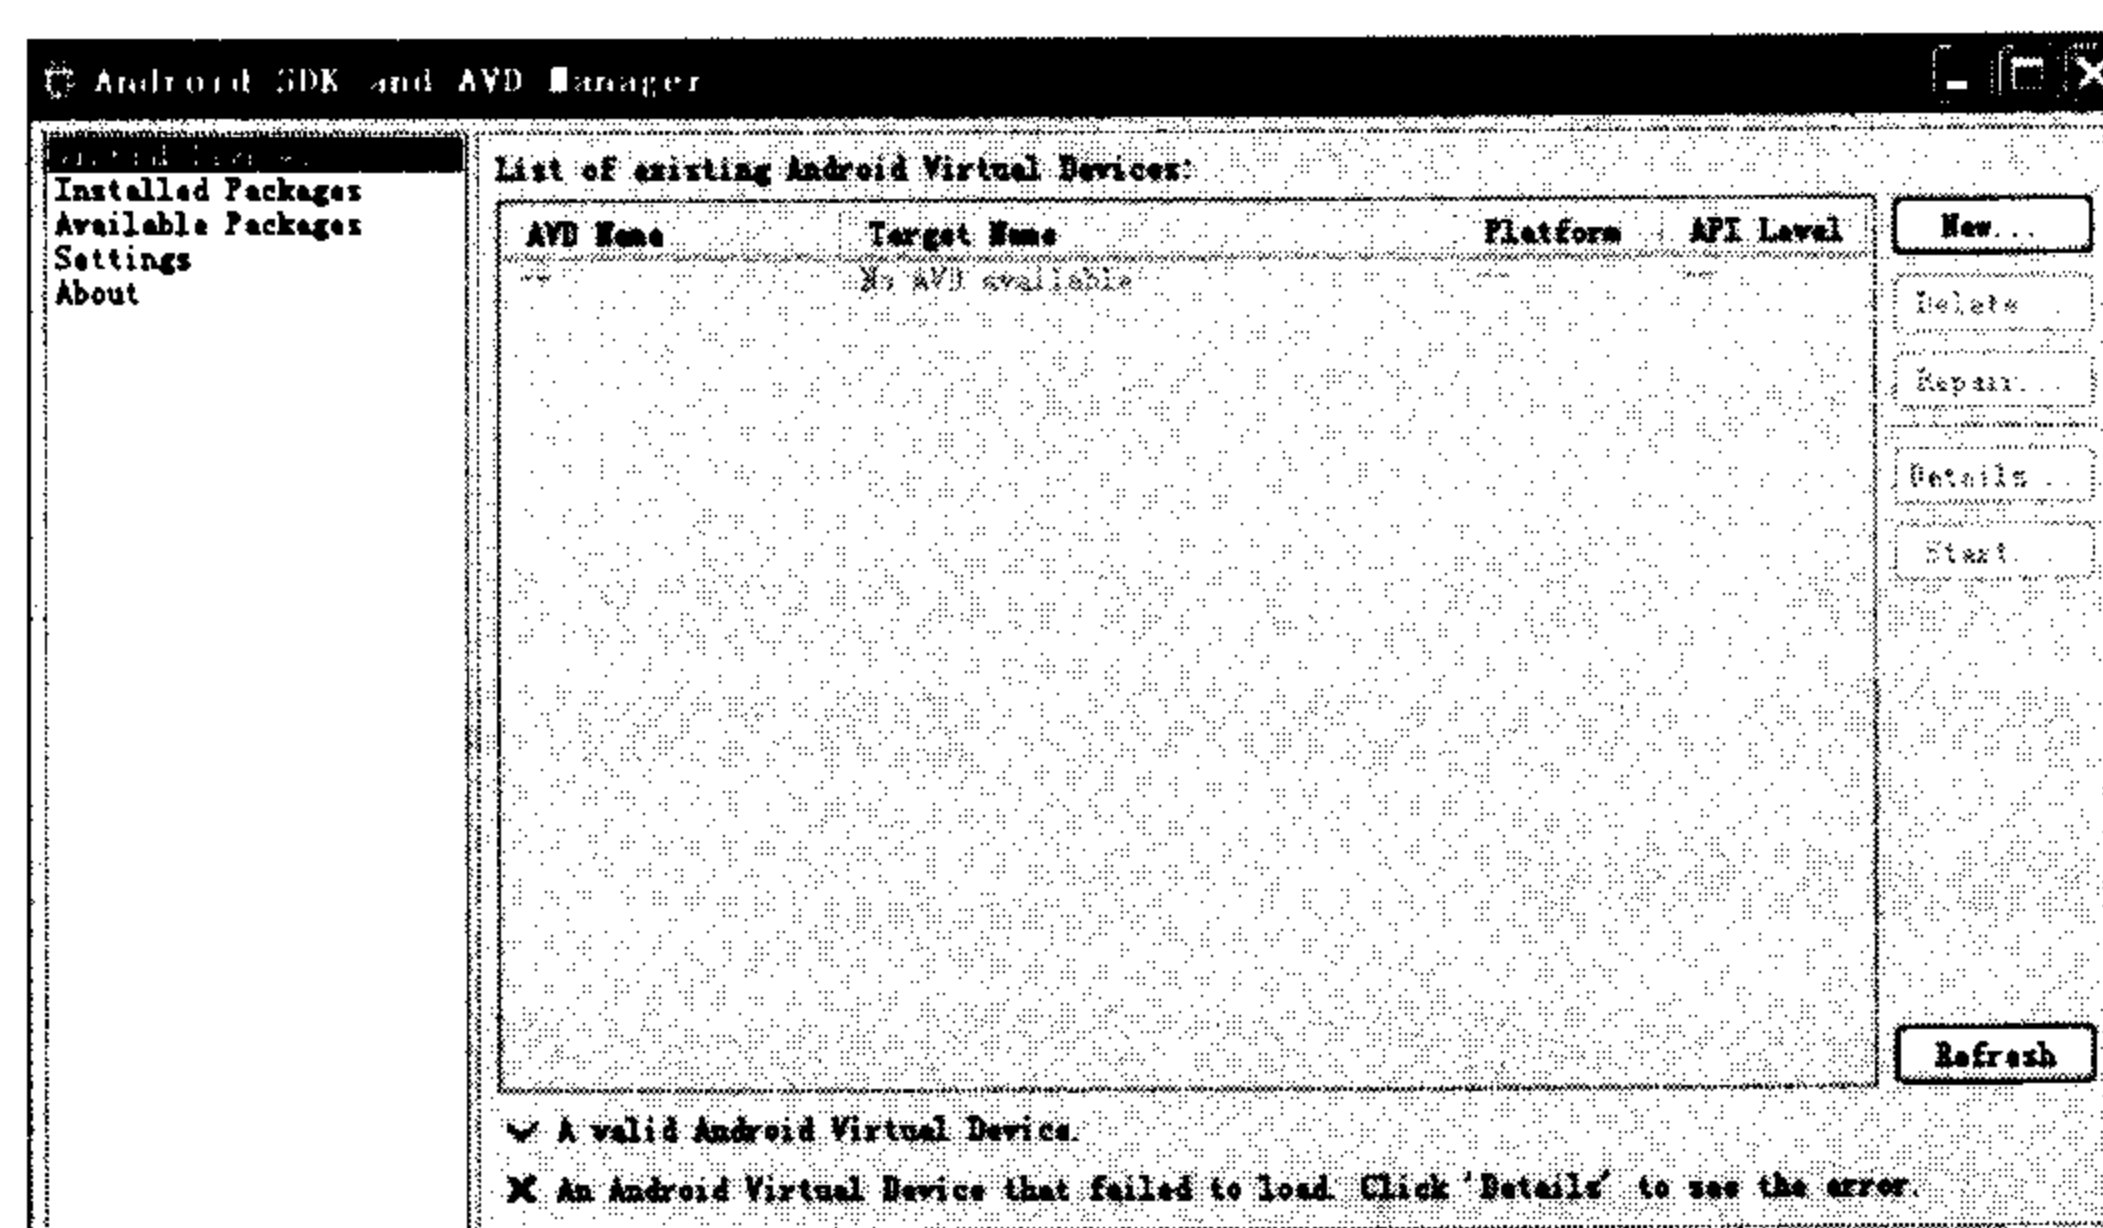 Android SDK and AVD Manager
Installed Packages
Available Packages
Settings
About
List of existing Android Virtual Devices:
AVD Name Target Name Platform API Level
-- No AVD available -- --
New...
Delete...
Repair...
Details...
Start...
Refresh
A valid Android Virtual Device.
An Android Virtual Device that failed to load. Click 'Details' to see the error.